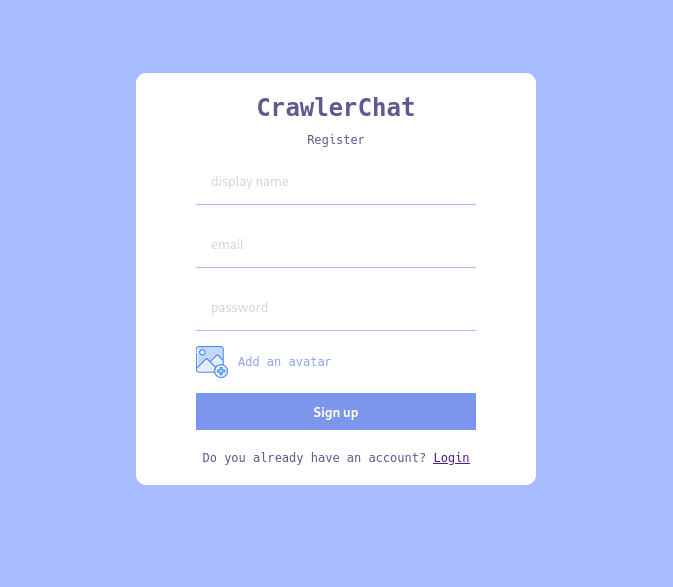 CrawlerChat
Register
display name
email
password
Add an avatar
Sign up
Do you already have an account? Login